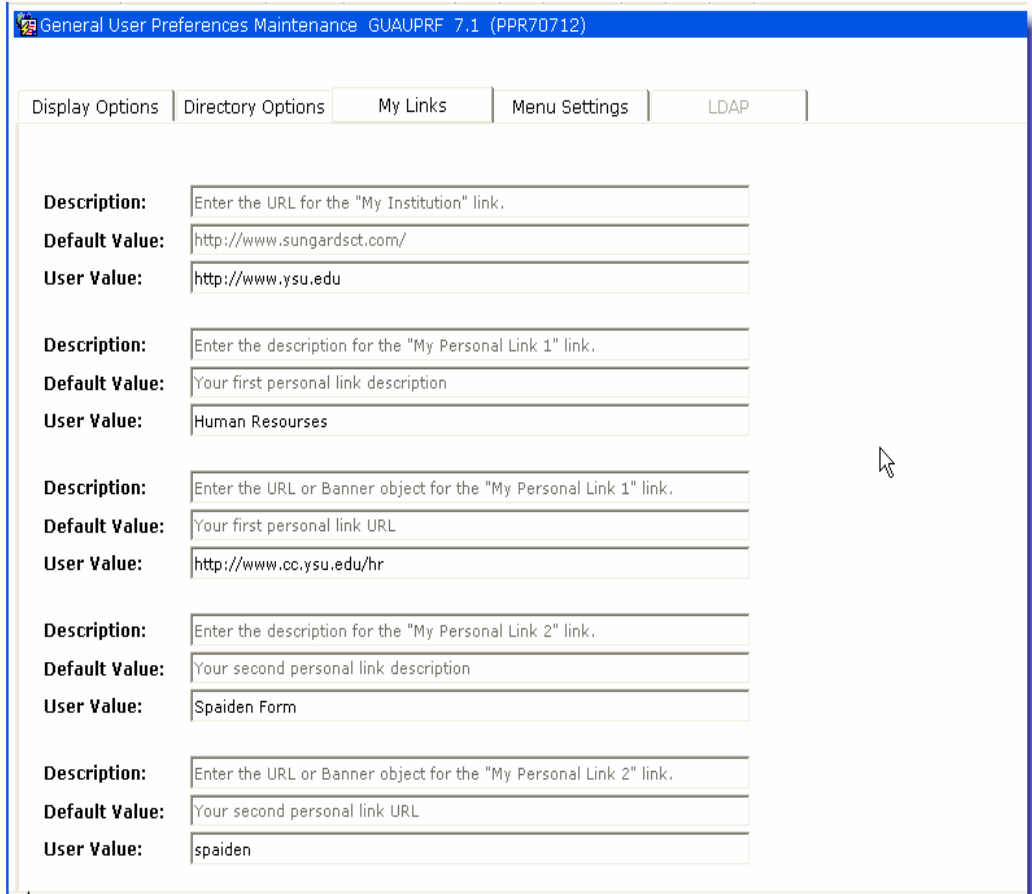 General User Preferences Maintenance GUAUPRF 7.1 (PPR70712)
Display Options Directory Options My Links Menu Settings LDAP
Description: Enter the URL for the "My Institution" link.
Default Value: http://www.sungardsct.com/
User Value: http://www.ysu.edu
Description: Enter the description for the "My Personal Link 1" link.
Default Value: Your first personal link description
User Value: Human Resourses
Description: Enter the URL or Banner object for the "My Personal Link 1" link.
Default Value: Your first personal link URL
User Value: http://www.cc.ysu.edu/hr
Description: Enter the description for the "My Personal Link 2" link.
Default Value: Your second personal link description
User Value: Spaiden Form
Description: Enter the URL or Banner object for the "My Personal Link 2" link.
Default Value: Your second personal link URL
User Value: spaiden